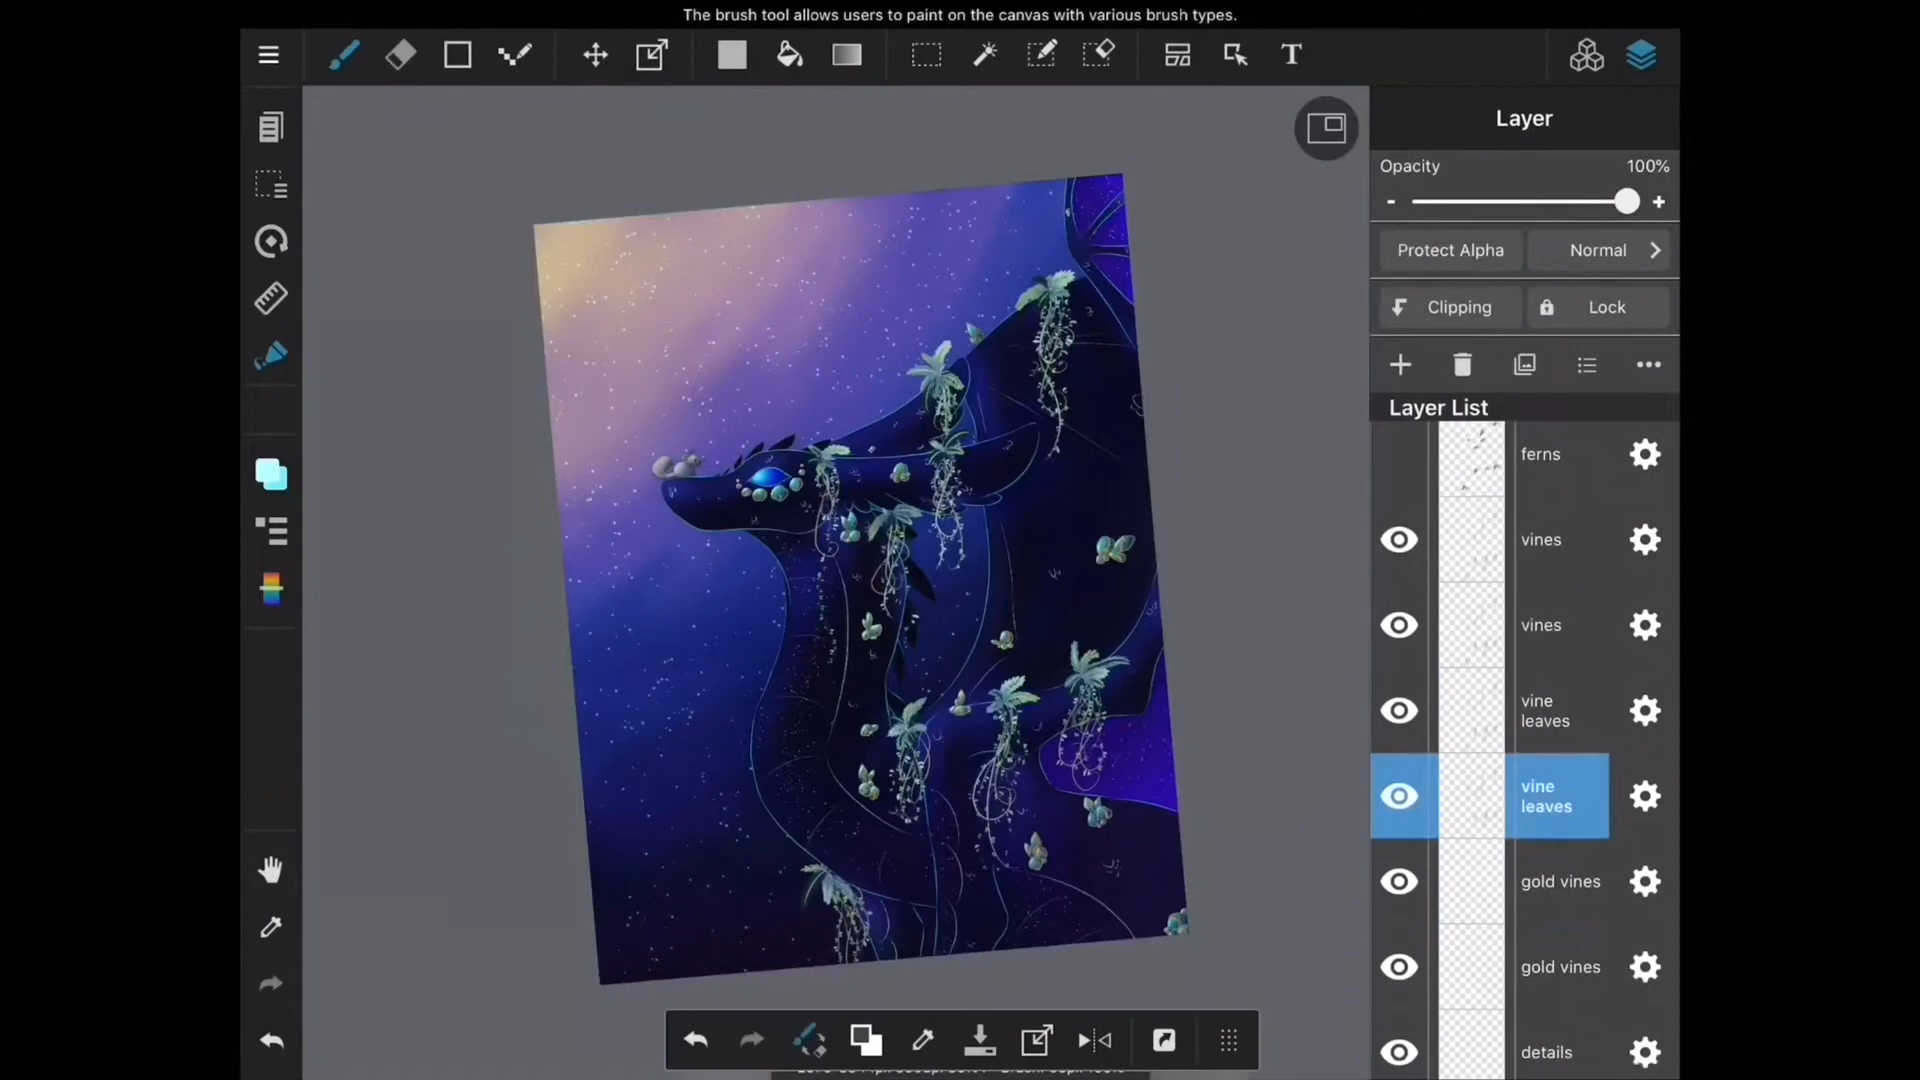 The brush tool allows users to paint on the canvas with various brush types.
T
Layer
Opacity 100%
- +
Protect Alpha Normal
Clipping Lock
Layer List
ferns
vines
vines
vine
leaves
vine
leaves
gold vines
gold vines
details